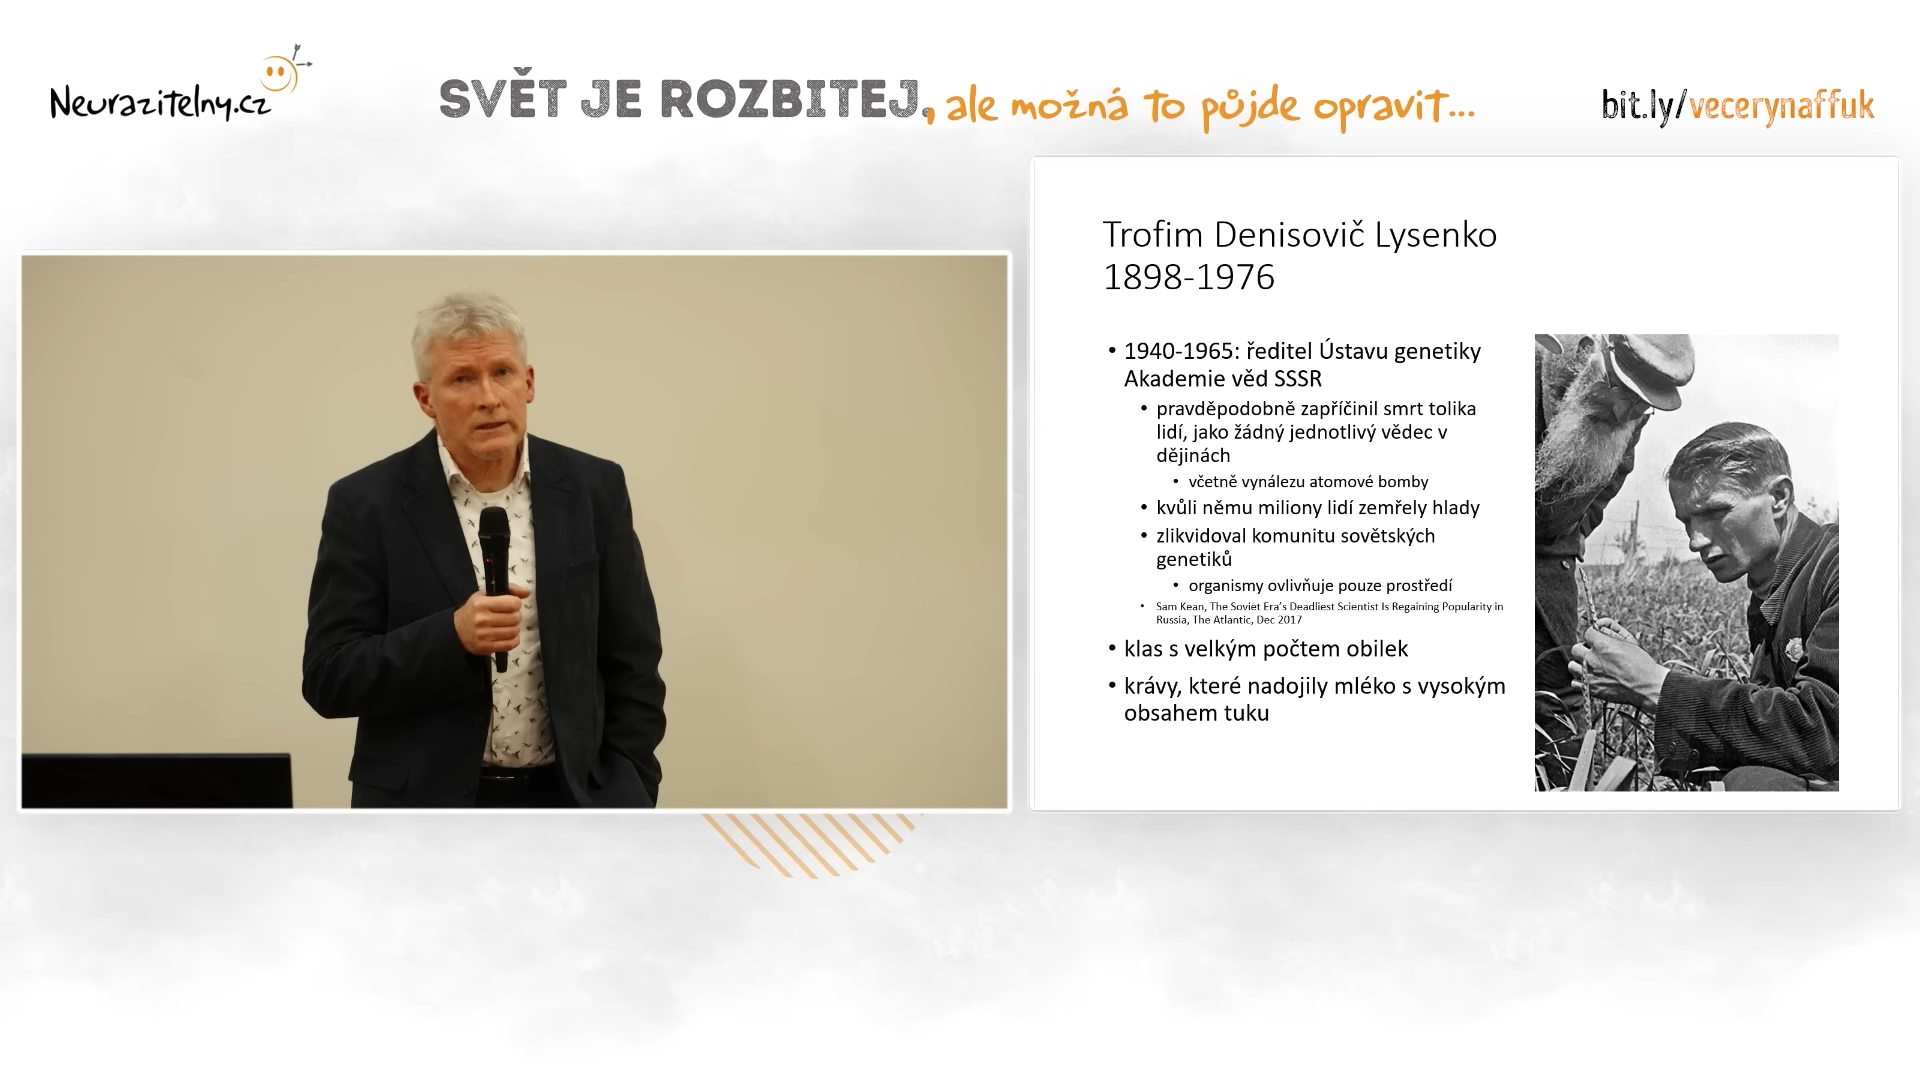 Neurazitelny.cz
SVĚT JE ROZBITEJ, ale možná to půjde opravit...
bit.ly/vecerynaffuk
Trofim Denisovič Lysenko
1898-1976
• 1940-1965: ředitel Ústavu genetiky
Akademie věd SSSR
• pravděpodobně zapříčinil smrt tolika
lidí, jako žádný jednotlivý vědec v
dějinách
• včetně vynálezu atomové bomby
• kvůli němu miliony lidí zemřely hlady
• zlikvidoval komunitu sovětských
genetiků
• organismy ovlivňuje pouze prostředí
• Sam Kean, The Soviet Era's Deadliest Scientist Is Regaining Popularity in
Russia, The Atlantic, Dec 2017
• klas s velkým počtem obilek
• krávy, které nadojily mléko s vysokým
obsahem tuku